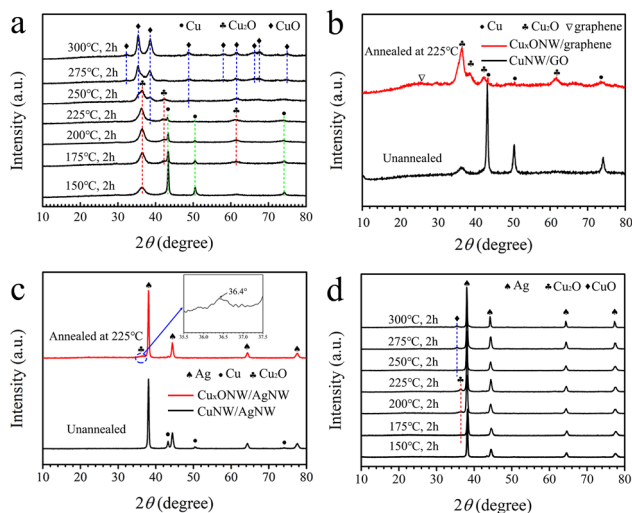 a
● Cu ♣ Cu₂O ♦ CuO
300°C, 2h
275°C, 2h
250°C, 2h
225°C, 2h
200°C, 2h
175°C, 2h
150°C, 2h
Intensity (a.u.)
10 20 30 40 50 60 70 80
2θ (degree)
b
● Cu ♣ Cu₂O ▽ graphene
Annealed at 225°C
CuₓONW/graphene
CuNW/GO
Unannealed
Intensity (a.u.)
10 20 30 40 50 60 70 80
2θ (degree)
c
36.4°
35.5 36.0 36.5 37.0 37.5
Annealed at 225°C
♠ Ag ● Cu ♣ Cu₂O
CuₓONW/AgNW
CuNW/AgNW
Unannealed
Intensity (a.u.)
10 20 30 40 50 60 70 80
2θ (degree)
d
♠ Ag ♣ Cu₂O ♦ CuO
300°C, 2h
275°C, 2h
250°C, 2h
225°C, 2h
200°C, 2h
175°C, 2h
150°C, 2h
Intensity (a.u.)
10 20 30 40 50 60 70 80
2θ (degree)